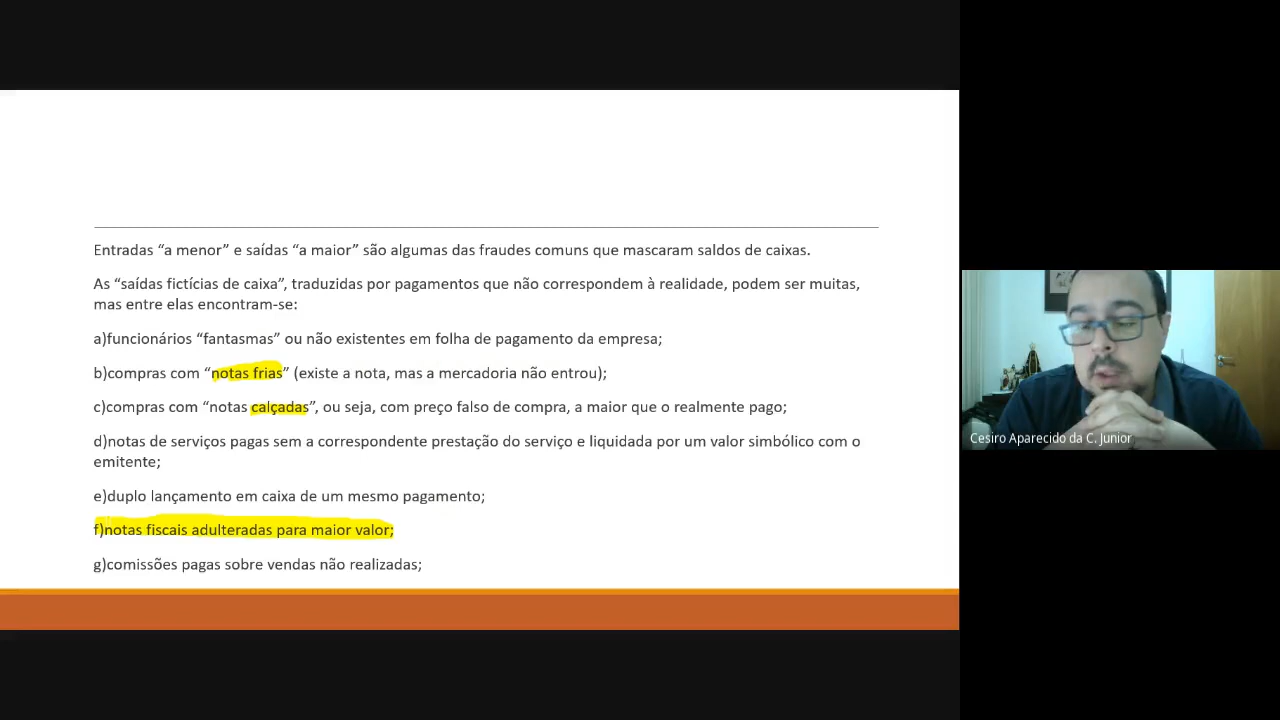 Entradas “a menor” e saídas “a maior” são algumas das fraudes comuns que mascaram saldos de caixas.
As “saídas fictícias de caixa”, traduzidas por pagamentos que não correspondem à realidade, podem ser muitas,
mas entre elas encontram-se:
a)funcionários “fantasmas” ou não existentes em folha de pagamento da empresa;
b)compras com “notas frias” (existe a nota, mas a mercadoria não entrou);
c)compras com “notas calçadas”, ou seja, com preço falso de compra, a maior que o realmente pago;
d)notas de serviços pagas sem a correspondente prestação do serviço e liquidada por um valor simbólico com o
emitente;
e)duplo lançamento em caixa de um mesmo pagamento;
f)notas fiscais adulteradas para maior valor;
g)comissões pagas sobre vendas não realizadas;
Cesiro Aparecido da C. Junior